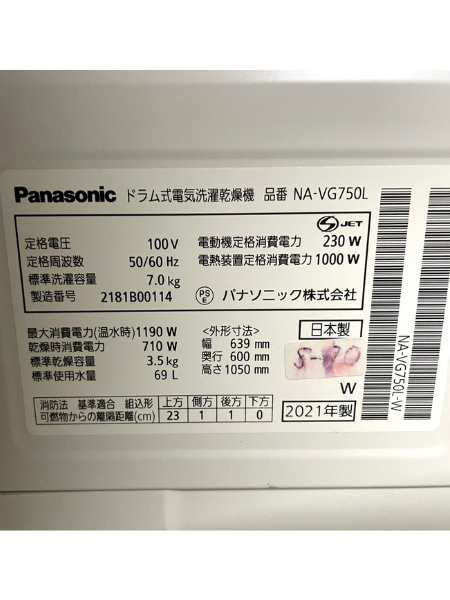 Panasonic ドラム式電気洗濯乾燥機 品番 NA-VG750L
定格電圧 100 V
定格周波数 50/60 Hz
標準洗濯容量 7.0 kg
製造番号 2181B00114
S JET
電動機定格消費電力 230 W
電熱装置定格消費電力 1000 W
PS E パナソニック株式会社
最大消費電力(温水時) 1190 W
乾燥時消費電力 710 W
標準乾燥容量 3.5 kg
標準使用水量 69 L
<外形寸法>
幅 639 mm
奥行 600 mm
高さ 1050 mm
日本製
W
2021年製
消防法 基準適合 組込形 上方 側方 後方 下方
可燃物からの離隔距離(cm) 23 1 1 0
NA-VG750L-W